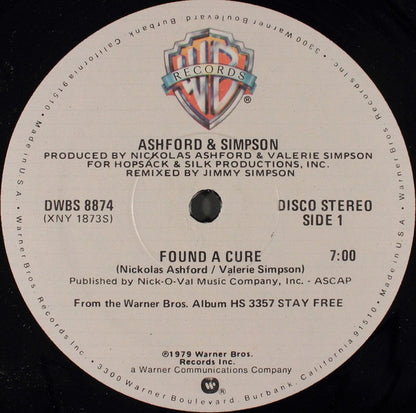 WB
RECORDS
®
ASHFORD & SIMPSON
PRODUCED BY NICKOLAS ASHFORD & VALERIE SIMPSON
FOR HOPSACK & SILK PRODUCTIONS, INC.
REMIXED BY JIMMY SIMPSON
DWBS 8874
(XNY 1873S)
DISCO STEREO
SIDE 1
FOUND A CURE 7:00
(Nickolas Ashford / Valerie Simpson)
Published by Nick-O-Val Music Company, Inc. - ASCAP
From the Warner Bros. Album HS 3357 STAY FREE
©1979 Warner Bros.
Records Inc.
a Warner Communications Company
Warner Bros. Records Inc. • 3300 Warner Boulevard, Burbank, California 91510 • Made in U.S.A. •